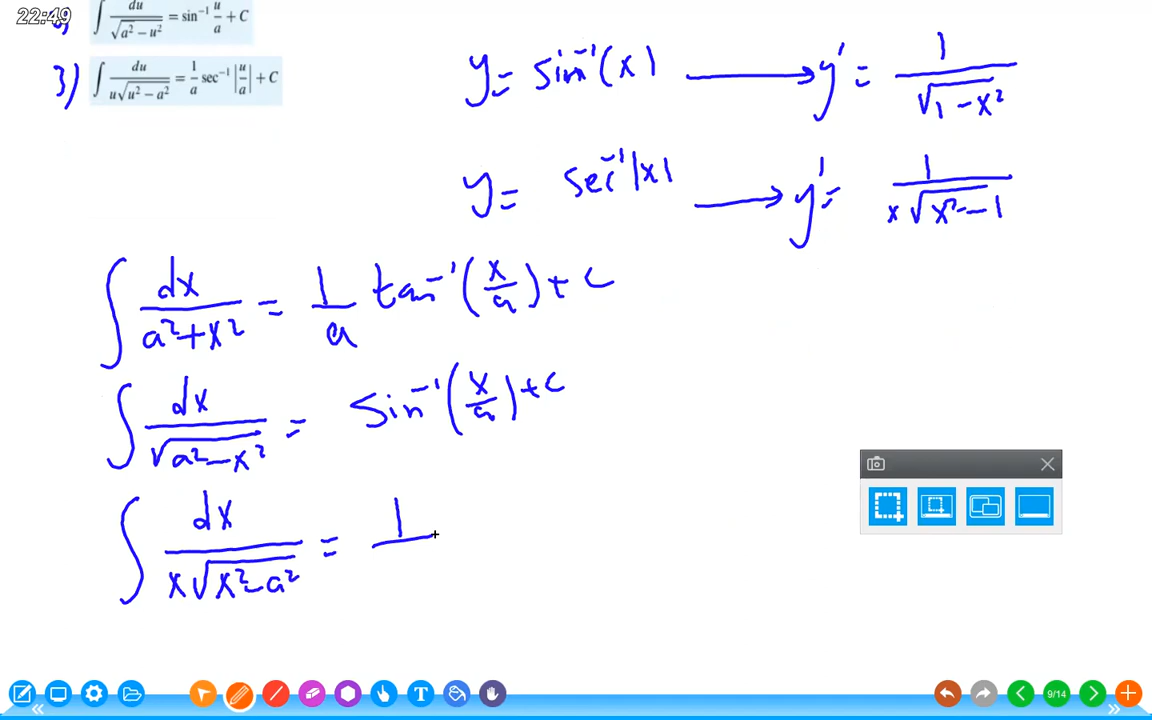 22:49
∫ du/√(a² − u²) = sin⁻¹ u/a + C
3) ∫ du/(u√(u² − a²)) = 1/a sec⁻¹ |u/a| + C
y = sin⁻¹(x) ⟶ y' = 1/√(1 − x²)
y = sec⁻¹|x| ⟶ y' = 1/(x√(x² − 1))
∫ dx/(a² + x²) = 1/a tan⁻¹(x/a) + C
∫ dx/√(a² − x²) = sin⁻¹(x/a) + C
∫ dx/(x√(x² − a²)) = 1/
T
9/14